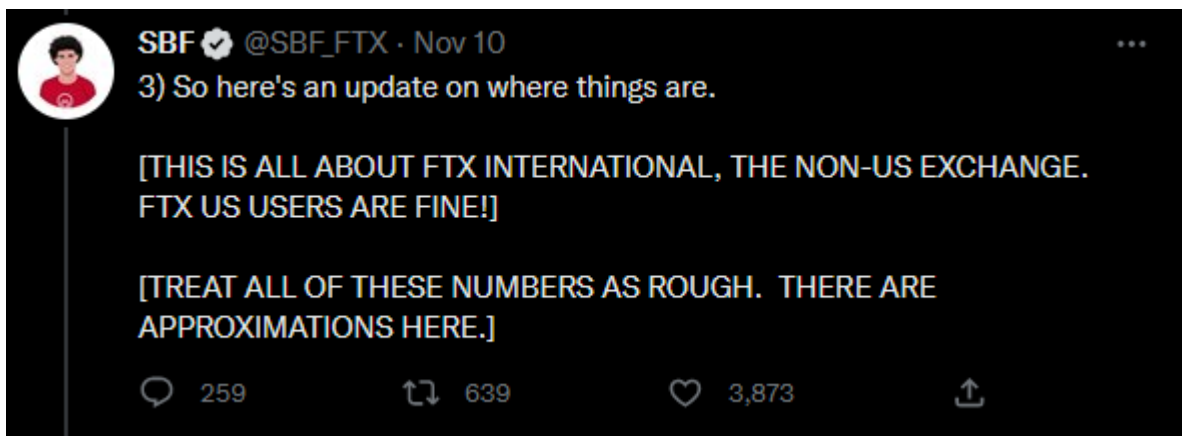 SBF @SBF_FTX · Nov 10
3) So here's an update on where things are.
[THIS IS ALL ABOUT FTX INTERNATIONAL, THE NON-US EXCHANGE.
FTX US USERS ARE FINE!]
[TREAT ALL OF THESE NUMBERS AS ROUGH.  THERE ARE
APPROXIMATIONS HERE.]
259 639 3,873